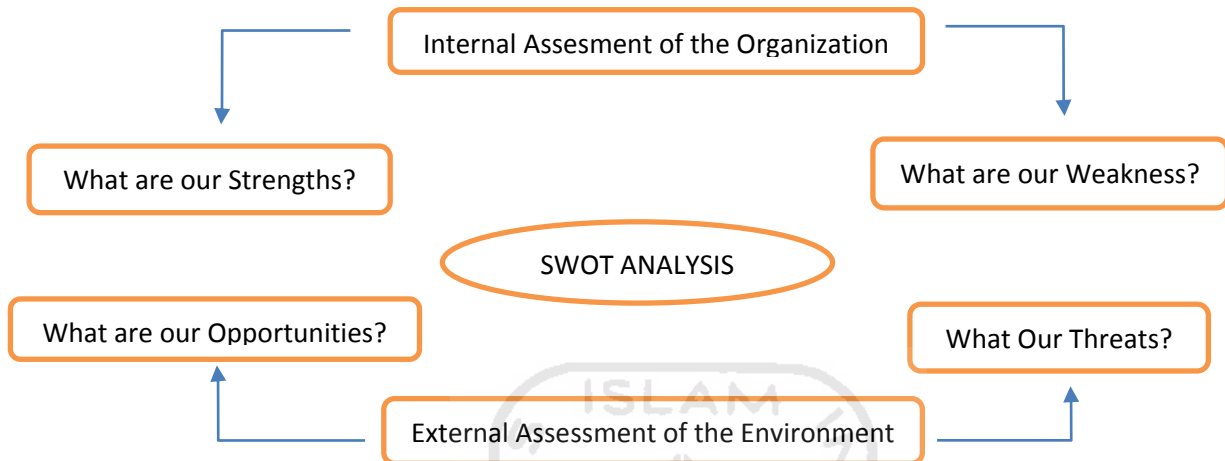 Internal Assesment of the Organization
What are our Strengths?
What are our Weakness?
SWOT ANALYSIS
What are our Opportunities?
What Our Threats?
ISLAM
External Assessment of the Environment